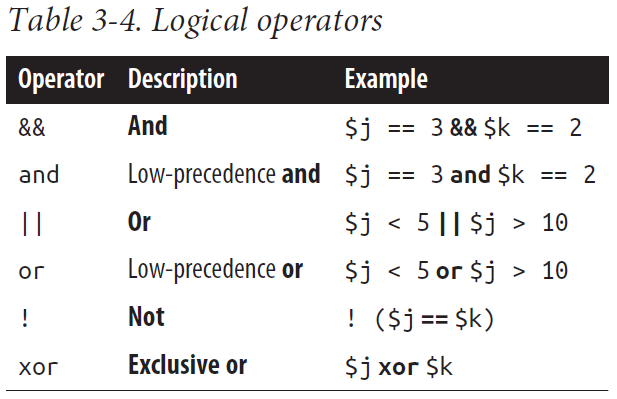 Table 3-4. Logical operators
Operator Description Example
&& And $j == 3 && $k == 2
and Low-precedence and $j == 3 and $k == 2
|| Or $j < 5 || $j > 10
or Low-precedence or $j < 5 or $j > 10
! Not ! ($j == $k)
xor Exclusive or $j xor $k